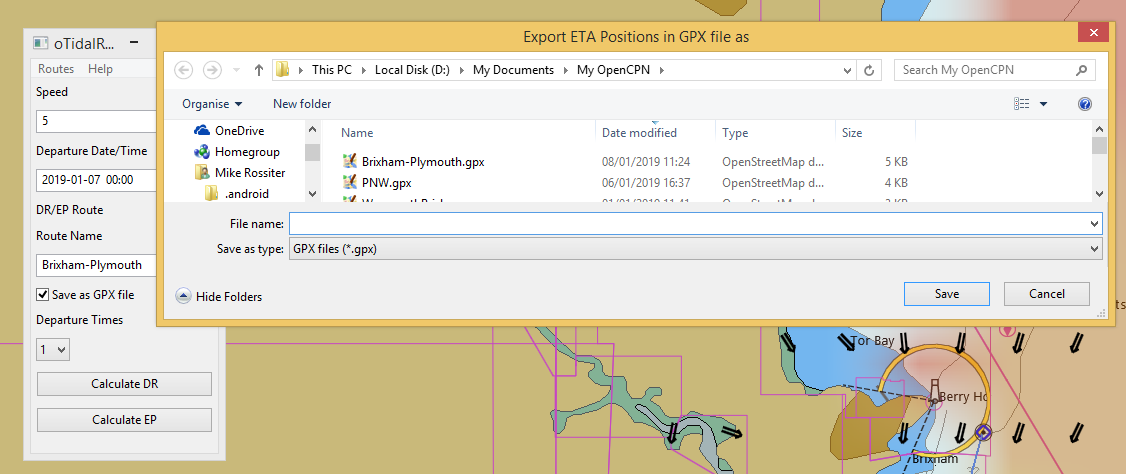 oTidalR...
Routes Help
Speed
5
Departure Date/Time
2019-01-07 00:00
DR/EP Route
Route Name
Brixham-Plymouth
Save as GPX file
Departure Times
1
Calculate DR
Calculate EP
Export ETA Positions in GPX file as
This PC Local Disk (D:) My Documents My OpenCPN
Search My OpenCPN
Organise New folder
OneDrive
Homegroup
Mike Rossiter
.android
Name Date modified Type Size
Brixham-Plymouth.gpx 08/01/2019 11:24 OpenStreetMap d... 5 KB
PNW.gpx 06/01/2019 16:37 OpenStreetMap d... 4 KB
File name:
Save as type: GPX files (*.gpx)
Hide Folders
Save Cancel
Tor Bay
Berry He
Brixham